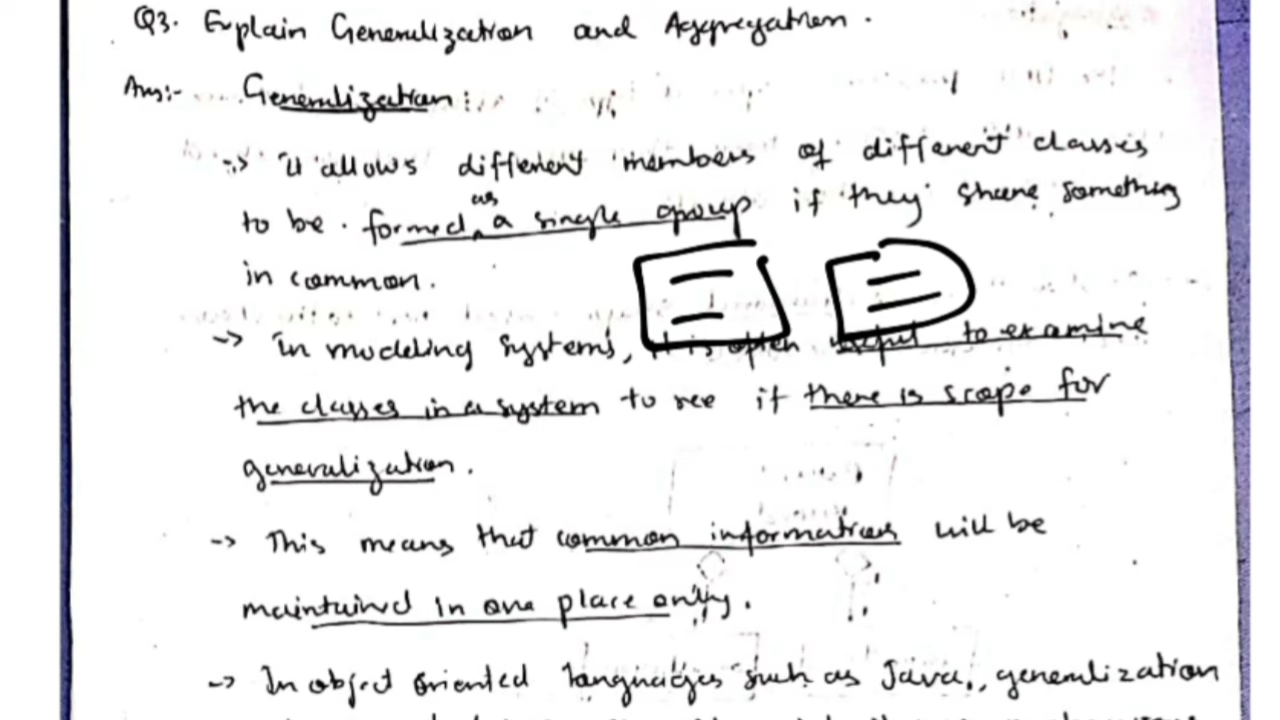 Q3. Explain Generalization and Aggregation.
Ans:- Generalization:
-> It allows different members of different classes
to be formed as a single group if they share something
in common.
-> In modeling systems, it is often useful to examine
the classes in a system to see if there is scope for
generalization.
-> This means that common information will be
maintained in one place only.
-> In object oriented languages such as Java, generalization